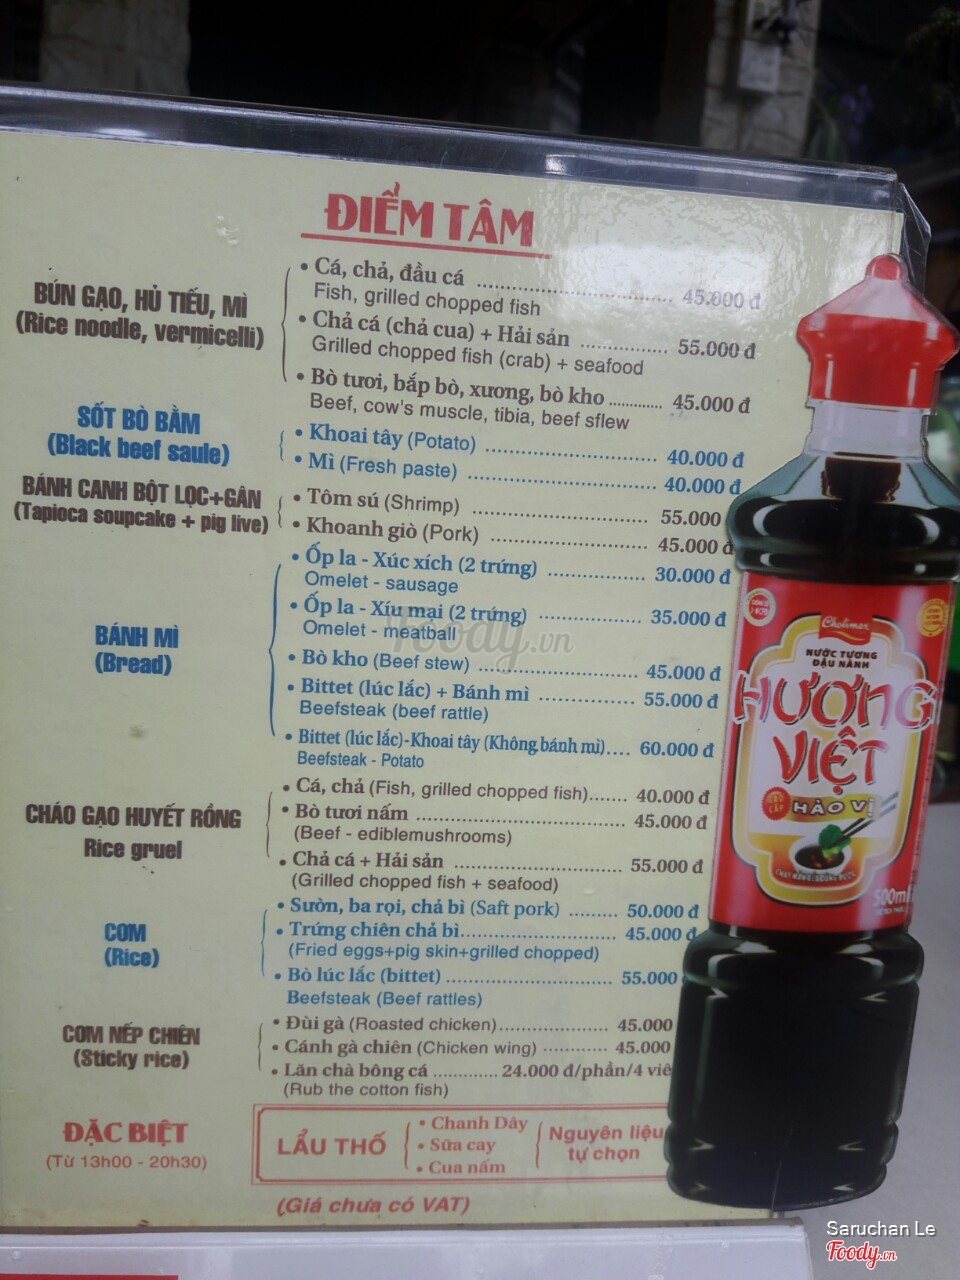 ĐIỂM TÂM
BÚN GẠO, HỦ TIẾU, MÌ
(Rice noodle, vermicelli)
• Cá, chả, đầu cá ........ 45.000 đ
Fish, grilled chopped fish
• Chả cá (chả cua) + Hải sản ........ 55.000 đ
Grilled chopped fish (crab) + seafood
• Bò tươi, bắp bò, xương, bò kho ........ 45.000 đ
Beef, cow's muscle, tibia, beef sflew
SỐT BÒ BẰM
(Black beef saule)
• Khoai tây (Potato) ........ 40.000 đ
• Mì (Fresh paste) ........ 40.000 đ
BÁNH CANH BỘT LỌC+GÂN
(Tapioca soupcake + pig live)
• Tôm sú (Shrimp) ........ 55.000
• Khoanh giò (Pork) ........ 45.000 đ
BÁNH MÌ
(Bread)
• Ốp la - Xúc xích (2 trứng) ........ 30.000 đ
Omelet - sausage
• Ốp la - Xíu mại (2 trứng) ........ 35.000 đ
Omelet - meatball
• Bò kho (Beef stew) ........ 45.000 đ
• Bittet (lúc lắc) + Bánh mì ........ 55.000 đ
Beefsteak (beef rattle)
• Bittet (lúc lắc)-Khoai tây (Không bánh mì).... 60.000 đ
Beefsteak - Potato
CHÁO GẠO HUYẾT RỒNG
Rice gruel
• Cá, chả (Fish, grilled chopped fish)....... 40.000 đ
• Bò tươi nấm ........ 45.000 đ
(Beef - ediblemushrooms)
• Chả cá + Hải sản ........ 55.000 đ
(Grilled chopped fish + seafood)
CƠM
(Rice)
• Sườn, ba rọi, chả bì (Saft pork) ......... 50.000 đ
• Trứng chiên chả bì........ 45.000 đ
(Fried eggs+pig skin+grilled chopped)
• Bò lúc lắc (bittet) ........ 55.000
Beefsteak (Beef rattles)
CƠM NẾP CHIÊN
(Sticky rice)
• Đùi gà (Roasted chicken)........ 45.000
• Cánh gà chiên (Chicken wing) ........ 45.000
• Lăn chà bông cá ............. 24.000 đ/phần/4 viê
(Rub the cotton fish)
ĐẶC BIỆT
(Từ 13h00 - 20h30)
LẨU THỐ
• Chanh Dây
• Sữa cay
• Cua nấm
Nguyên liệu
tự chọn
(Giá chưa có VAT)
Cholimex
NƯỚC TƯƠNG
ĐẬU NÀNH
HƯƠNG
VIỆT
CAO CẤP
HẢO VỊ
500ml
Foody.vn
Saruchan Le
Foody.vn